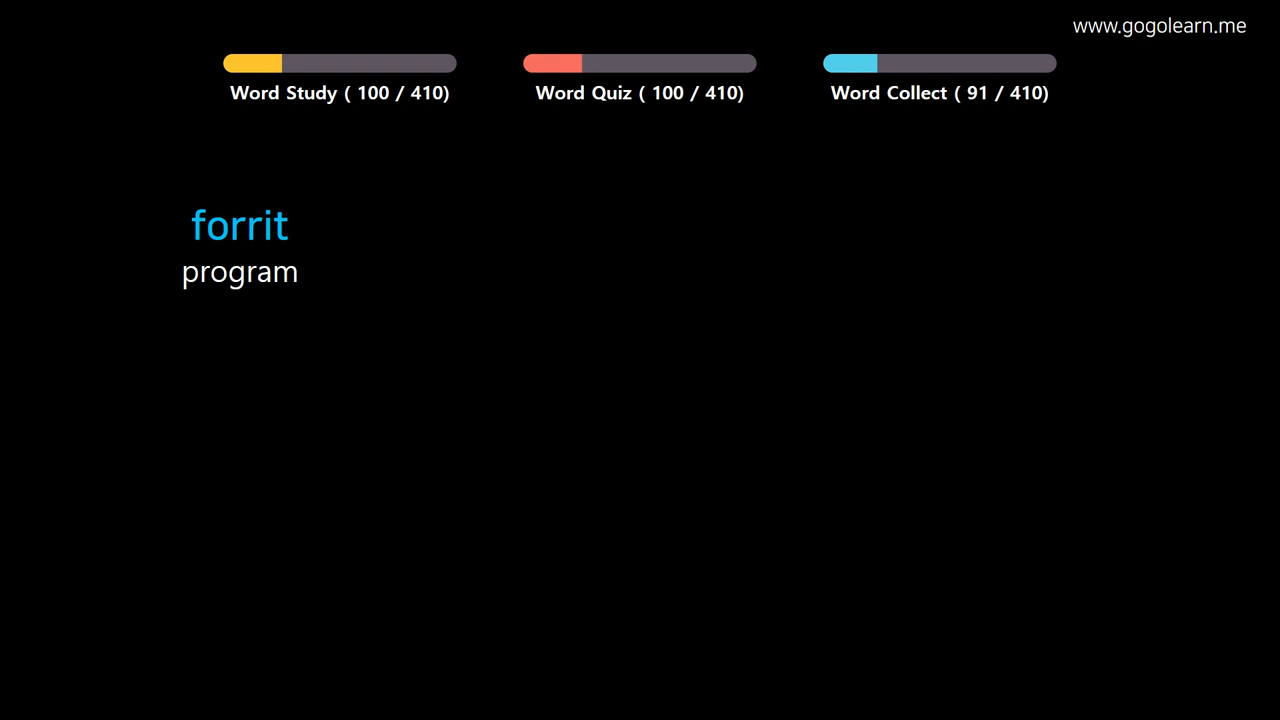 www.gogolearn.me
Word Study ( 100 / 410)
Word Quiz ( 100 / 410)
Word Collect ( 91 / 410)
forrit
program